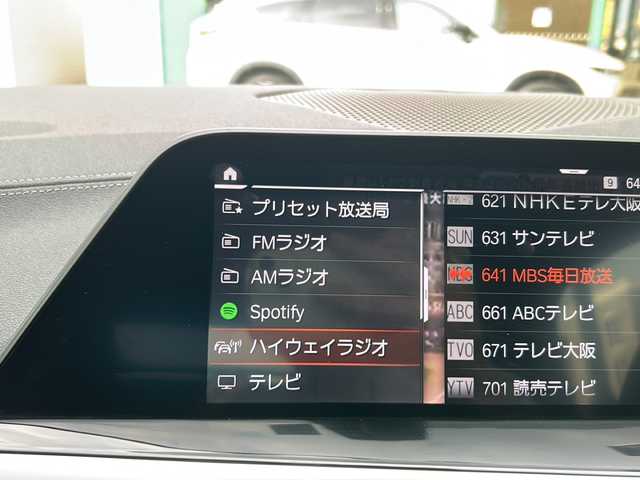 9 64
プリセット放送局
FMラジオ
AMラジオ
Spotify
ハイウェイラジオ
テレビ
621 NHKEテレ大阪
SUN 631 サンテレビ
641 MBS毎日放送
ABC 661 ABCテレビ
TVO 671 テレビ大阪
YTV 701 読売テレビ